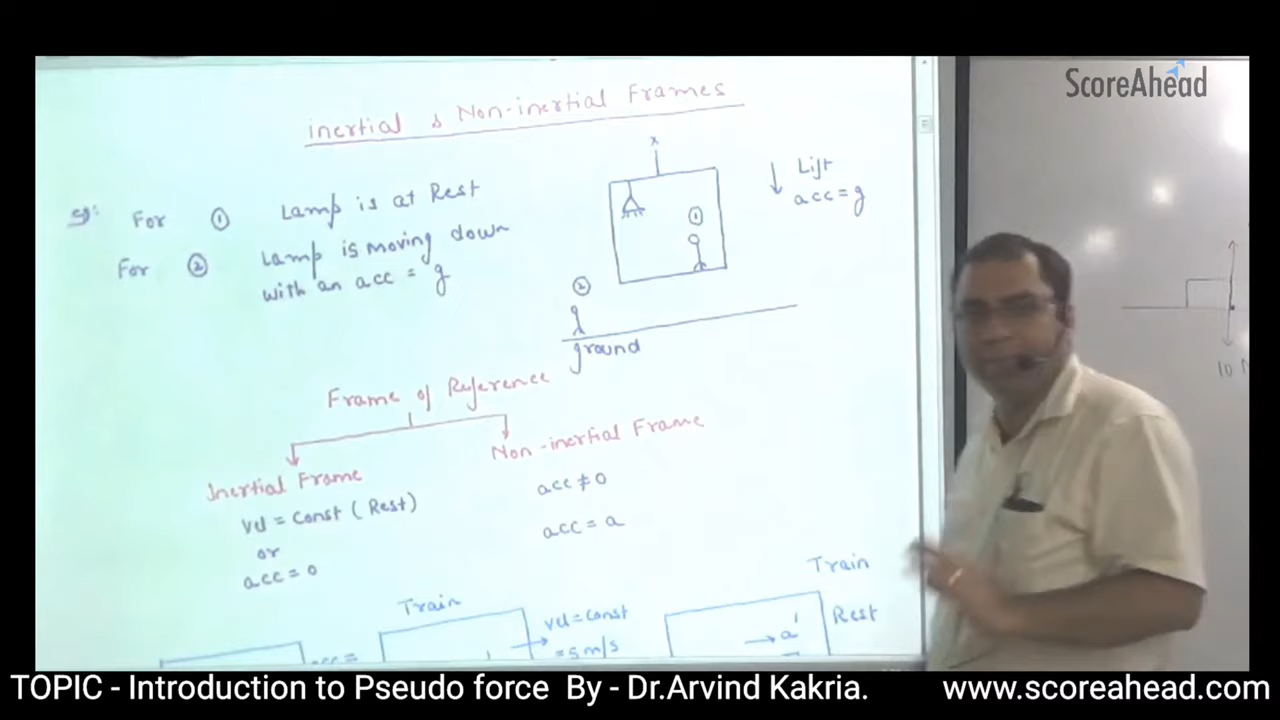 ScoreAhead
inertial & Non-inertial Frames
eg: For ① Lamp is at Rest
For ② Lamp is moving down
with an acc = g
x
Lift
acc = g
①
②
ground
Frame of Reference
Inertial Frame
vel = const (Rest)
or
acc = 0
Non-inertial Frame
acc ≠ 0
acc = a
Train
vel = const
= 5 m/s
acc =
Train
Rest
a'
10 N
TOPIC - Introduction to Pseudo force By - Dr.Arvind Kakria. www.scoreahead.com